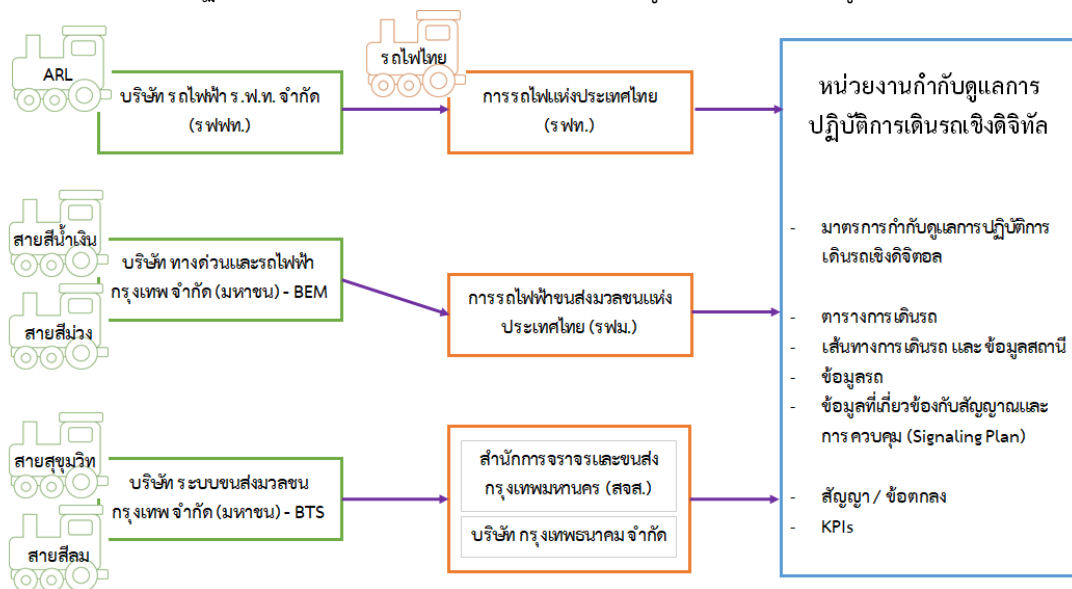 ARL
บริษัท รถไฟฟ้า ร.ฟ.ท. จำกัด
(รฟฟท.)
รถไฟไทย
การรถไฟแห่งประเทศไทย
(รฟท.)
หน่วยงานกำกับดูแลการ
ปฏิบัติการเดินรถเชิงดิจิทัล
สายสีน้ำเงิน
บริษัท ทางด่วนและรถไฟฟ้า
กรุงเทพ จำกัด (มหาชน) - BEM
สายสีม่วง
การรถไฟฟ้าขนส่งมวลชนแห่ง
ประเทศไทย (รฟม.)
- มาตรการกำกับดูแลการปฏิบัติการ
เดินรถเชิงดิจิตอล
- ตารางการเดินรถ
- เส้นทางการเดินรถ และ ข้อมูลสถานี
- ข้อมูลรถ
- ข้อมูลที่เกี่ยวข้องกับสัญญาณและ
การ ควบคุม (Signaling Plan)
- สัญญา / ข้อตกลง
- KPIs
สายสุขุมวิท
บริษัท ระบบขนส่งมวลชน
กรุงเทพ จำกัด (มหาชน) - BTS
สายสีลม
สำนักการจราจรและขนส่ง
กรุงเทพมหานคร (สจส.)
บริษัท กรุงเทพธนาคม จำกัด